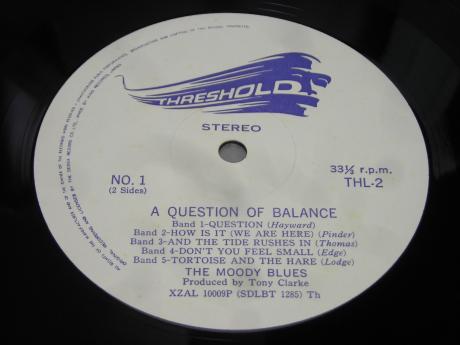 THRESHOLD
STEREO
NO. 1
(2 Sides)
33⅓ r.p.m.
THL-2
A QUESTION OF BALANCE
Band 1-QUESTION (Hayward)
Band 2-HOW IS IT (WE ARE HERE) (Pinder)
Band 3-AND THE TIDE RUSHES IN (Thomas)
Band 4-DON'T YOU FEEL SMALL (Edge)
Band 5-TORTOISE AND THE HARE (Lodge)
THE MOODY BLUES
Produced by Tony Clarke
XZAL 10009P (SDLBT 1285) Th